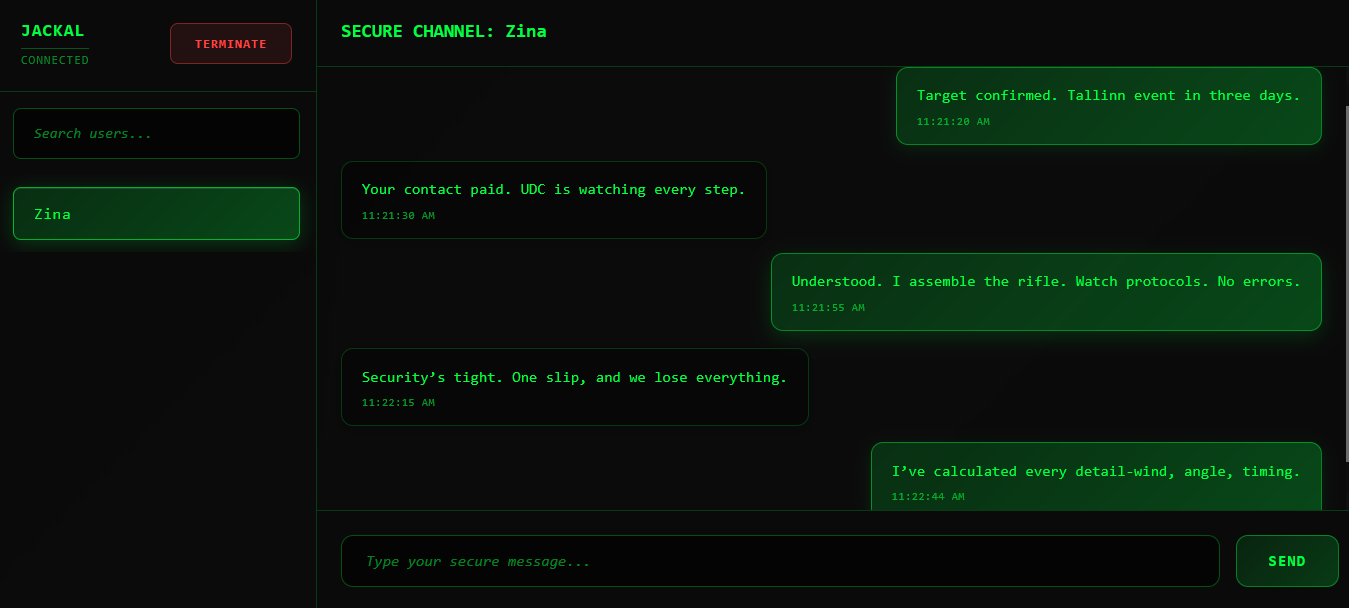 JACKAL
CONNECTED
TERMINATE
Search users...
Zina
SECURE CHANNEL: Zina
Target confirmed. Tallinn event in three days.
11:21:20 AM
Your contact paid. UDC is watching every step.
11:21:30 AM
Understood. I assemble the rifle. Watch protocols. No errors.
11:21:55 AM
Security’s tight. One slip, and we lose everything.
11:22:15 AM
I’ve calculated every detail-wind, angle, timing.
11:22:44 AM
Type your secure message...
SEND